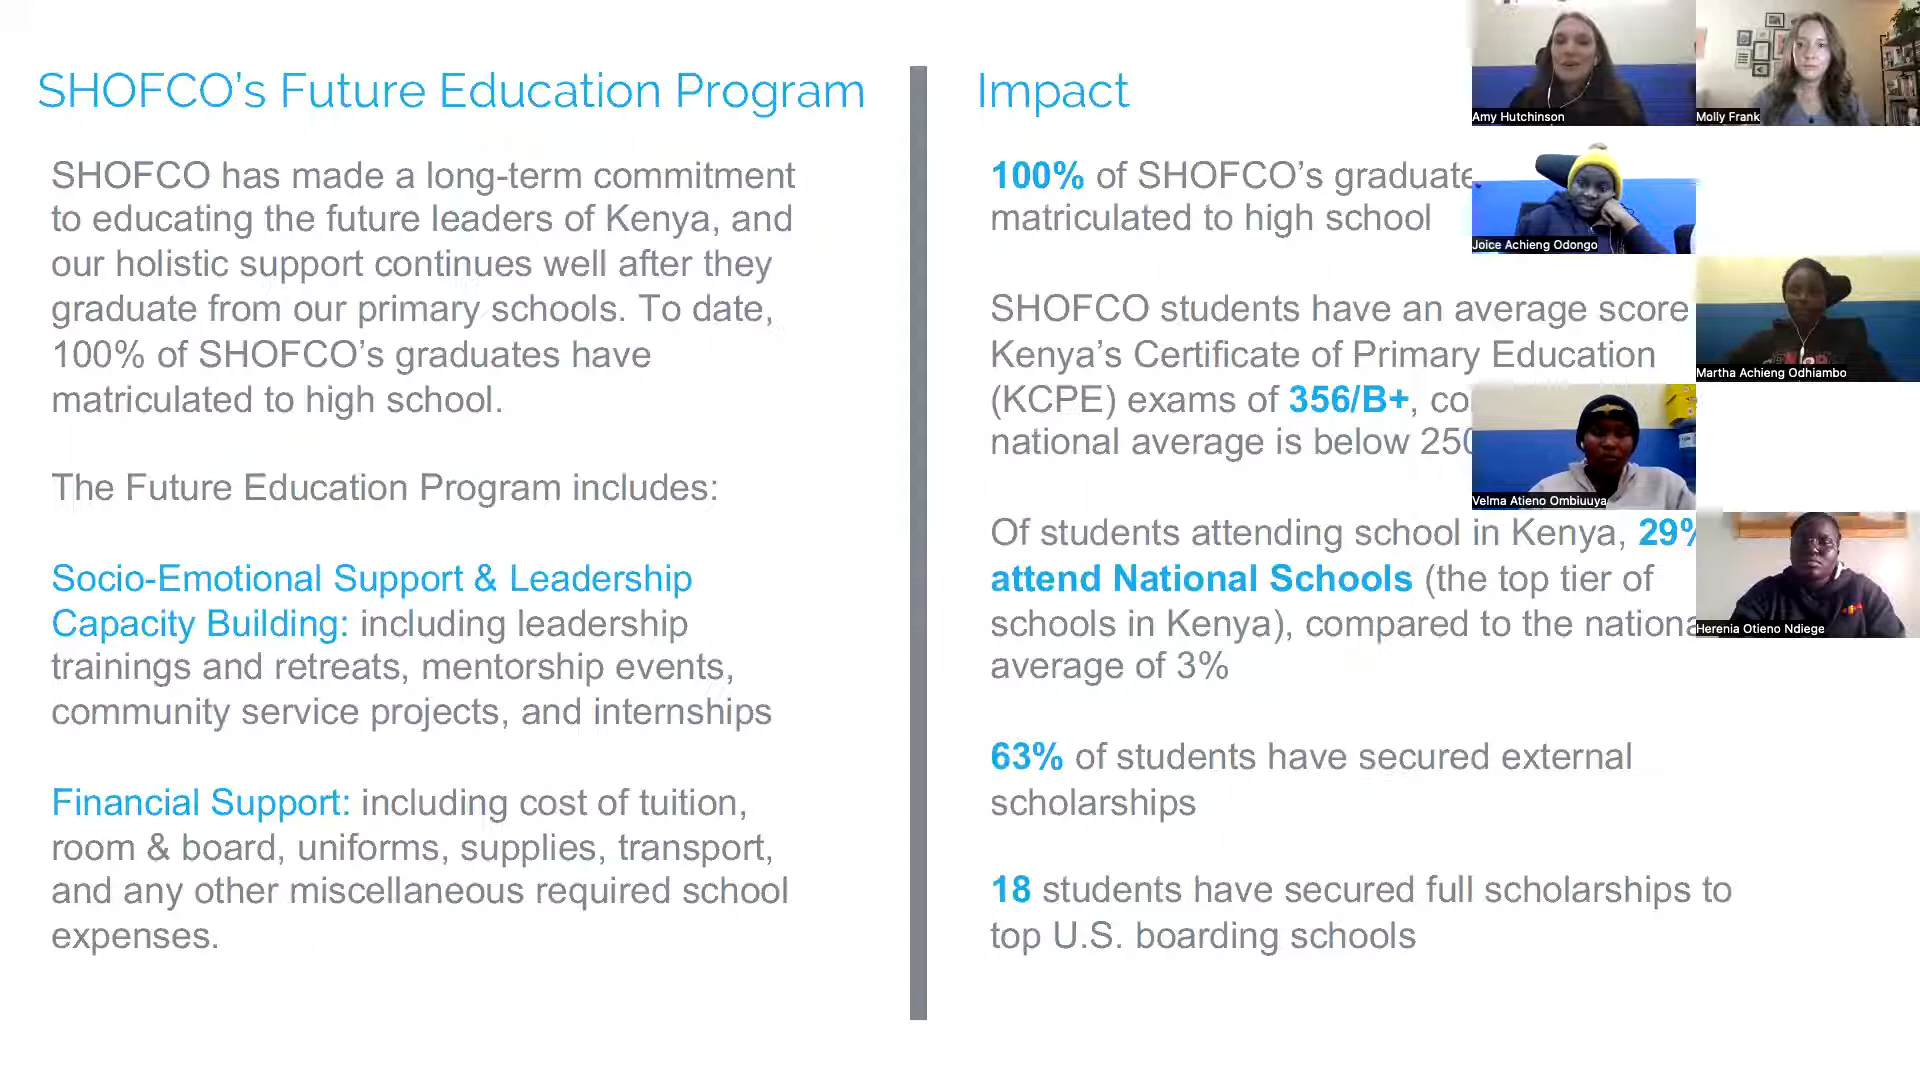 SHOFCO's Future Education Program
SHOFCO has made a long-term commitment
to educating the future leaders of Kenya, and
our holistic support continues well after they
graduate from our primary schools. To date,
100% of SHOFCO's graduates have
matriculated to high school.
The Future Education Program includes:
Socio-Emotional Support & Leadership
Capacity Building: including leadership
trainings and retreats, mentorship events,
community service projects, and internships
Financial Support: including cost of tuition,
room & board, uniforms, supplies, transport,
and any other miscellaneous required school
expenses.
Impact
100% of SHOFCO's
matriculated to high school
SHOFCO students have an average score
Kenya's Certificate of Primary Education
(KCPE) exams of 356/B+,
national average is below
Of students attending school in Kenya, 29%
attend National Schools (the top tier of
schools in Kenya), compared to the
average of 3%
63% of students have secured external
scholarships
18 students have secured full scholarships to
top U.S. boarding schools
Amy Hutchinson
Molly Frank
Joice Achieng Odongo
Martha Achieng Odhiambo
Velma Atieno Ombiuuya
Herenia Otieno Ndiege